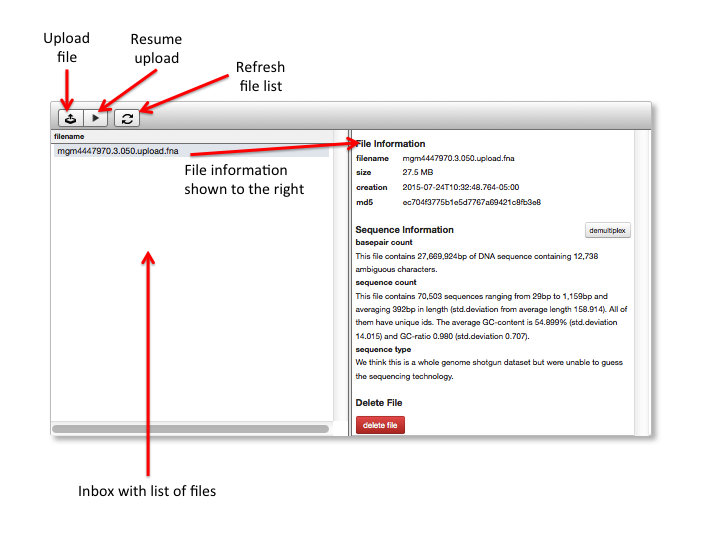 Upload
file
Resume
upload
Refresh
file list
filename
mgm4447970.3.050.upload.fna
File information
shown to the right
File Information
filename mgm4447970.3.050.upload.fna
size 27.5 MB
creation 2015-07-24T10:32:48.764-05:00
md5 ec704f3775b1e5d7767a69421c8fb3e8
Sequence Information
demultiplex
basepair count
This file contains 27,669,924bp of DNA sequence containing 12,738
ambiguous characters.
sequence count
This file contains 70,503 sequences ranging from 29bp to 1,159bp and
averaging 392bp in length (std.deviation from average length 158.914). All of
them have unique ids. The average GC-content is 54.899% (std.deviation
14.015) and GC-ratio 0.980 (std.deviation 0.707).
sequence type
We think this is a whole genome shotgun dataset but were unable to guess
the sequencing technology.
Delete File
delete file
Inbox with list of files